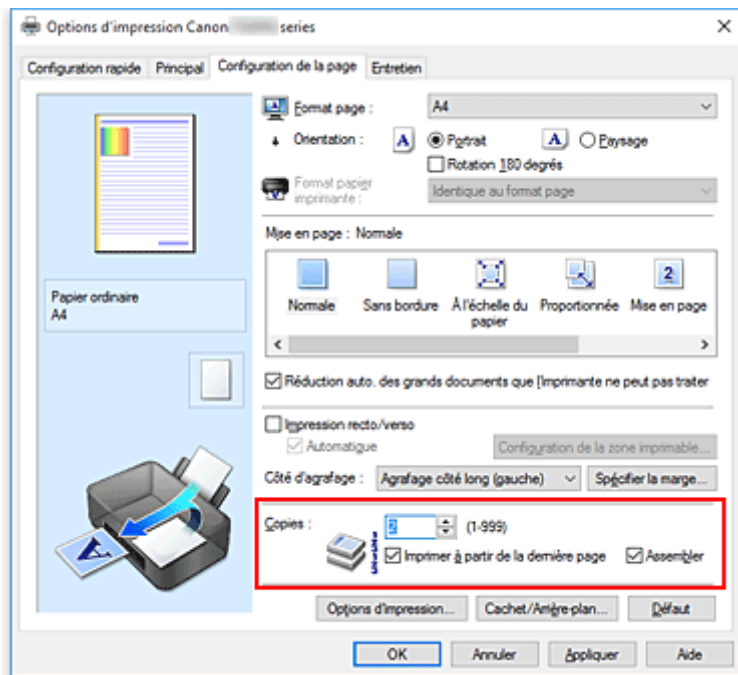 Options d'impression Canon series
Configuration rapide Principal Configuration de la page Entretien
Format page : A4
Orientation : A Portrait A Paysage
Rotation 180 degrés
Format papier imprimante : Identique au format page
Mise en page : Normale
Normale Sans bordure À l'échelle du papier Proportionnée Mise en page
Papier ordinaire
A4
Réduction auto. des grands documents que l'imprimante ne peut pas traiter
Impression recto/verso
Automatique Configuration de la zone imprimable...
Côté d'agrafage : Agrafage côté long (gauche) Spécifier la marge...
Copies : 2 (1-999)
Imprimer à partir de la dernière page Assembler
Options d'impression... Cachet/Arrière-plan... Défaut
OK Annuler Appliquer Aide